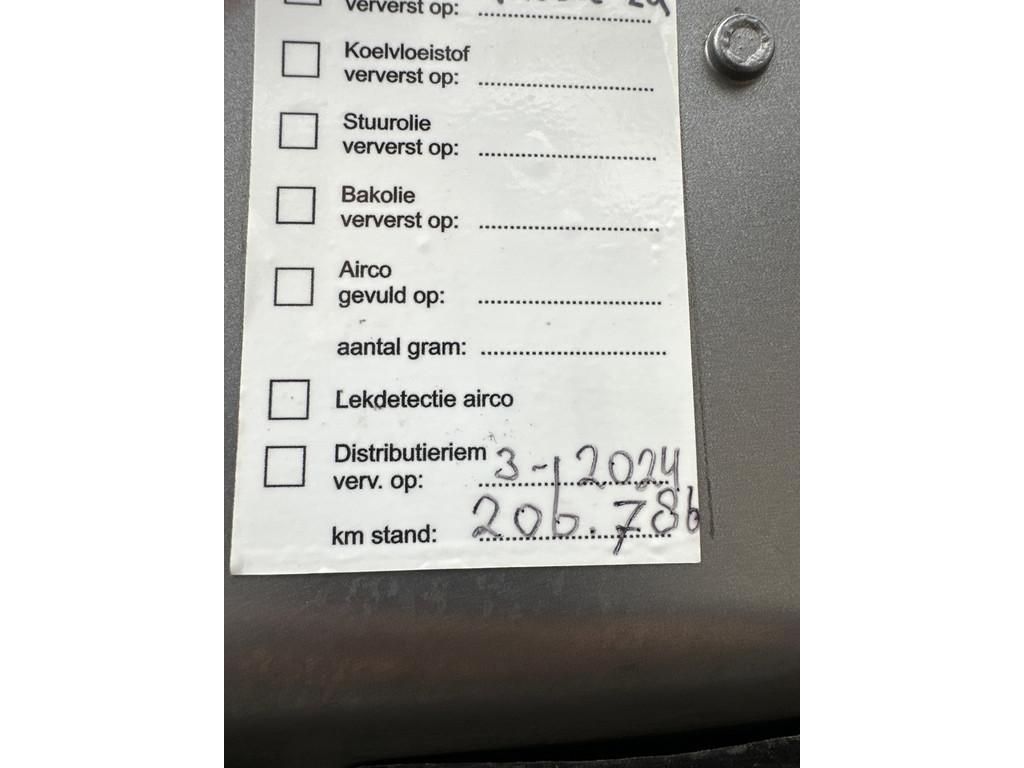 ververst op:
Koelvloeistof
ververst op:
Stuurolie
ververst op:
Bakolie
ververst op:
Airco
gevuld op:
aantal gram:
Lekdetectie airco
Distributieriem
verv. op: 3-2024
km stand: 206.786